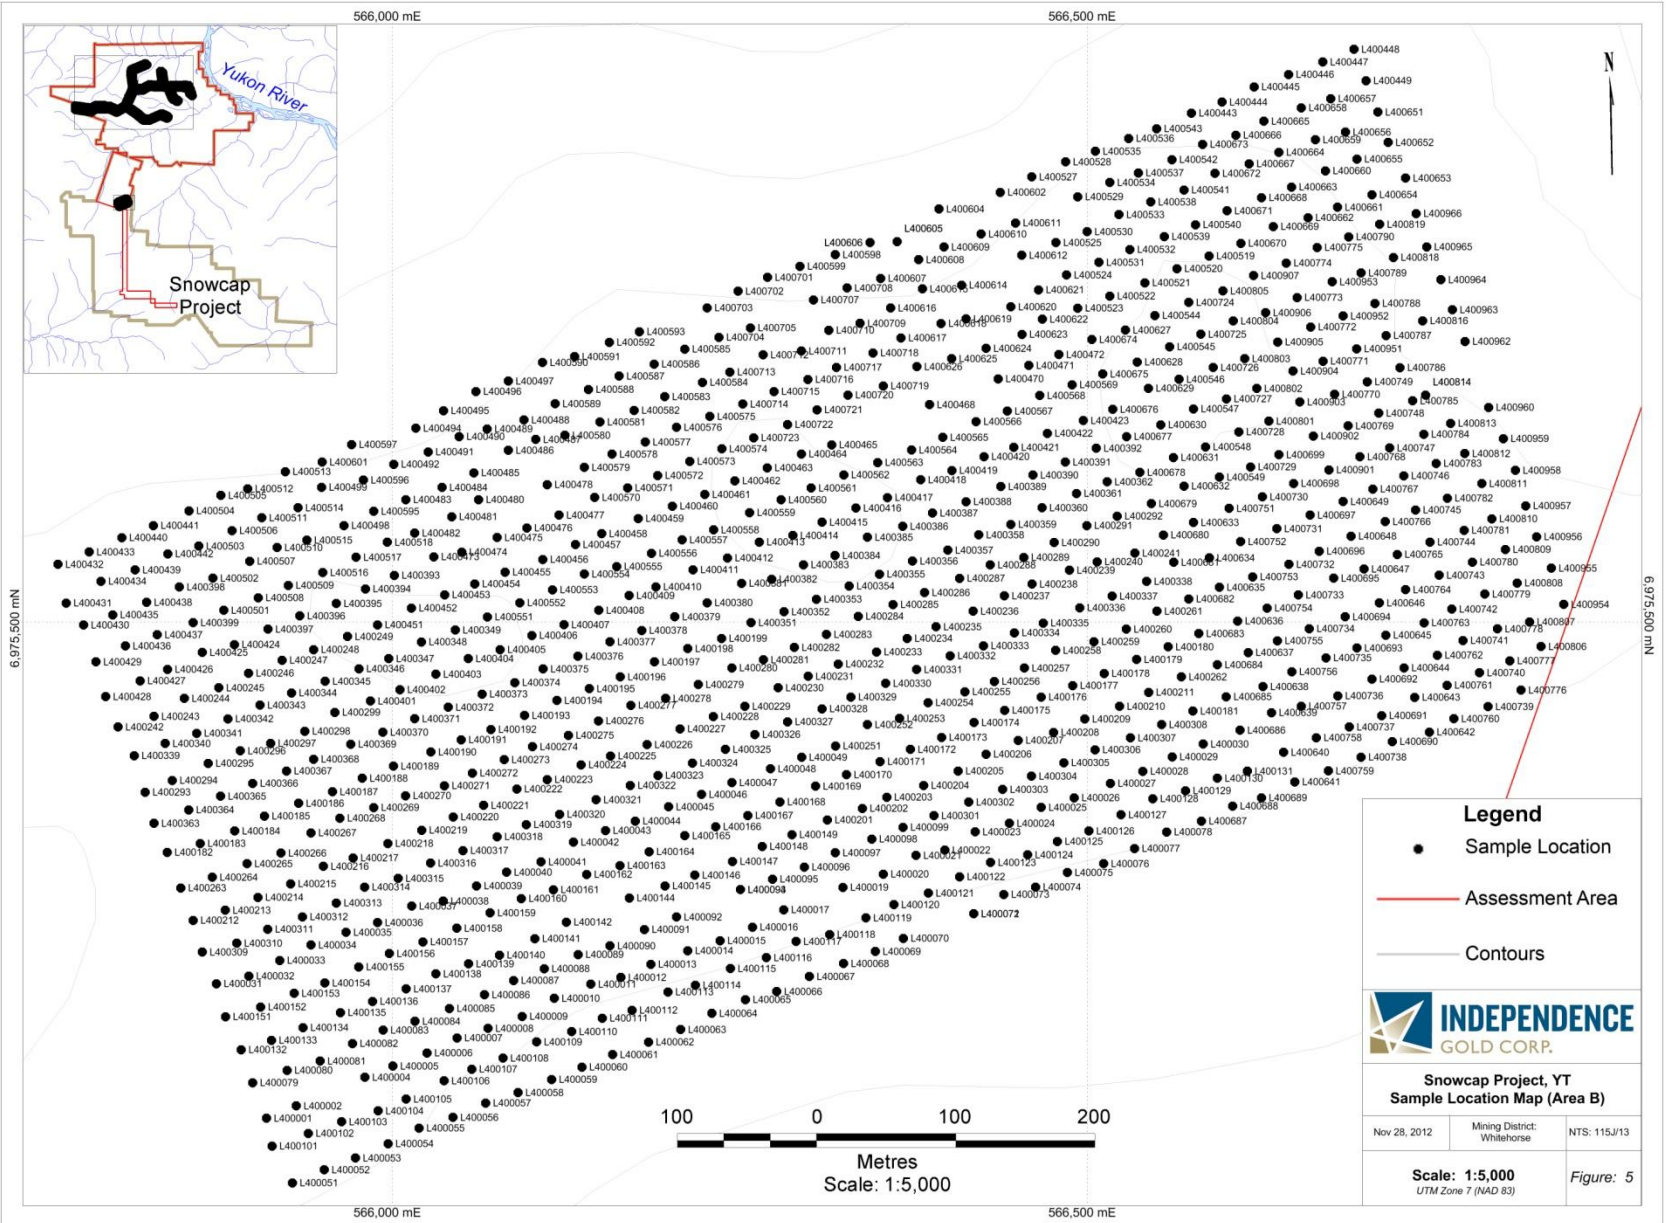 566,000 mE
566,500 mE
Yukon River
Snowcap
Project
N
6,975,500 mN
6,975,500 mN
L400448
L400447
L400446
L400449
L400445
L400657
L400444
L400658
L400651
L400443
L400665
L400543
L400656
L400536
L400666
L400659
L400652
L400535
L400673
L400664
L400528
L400542
L400667
L400655
L400527
L400537
L400672
L400660
L400653
L400534
L400602
L400541
L400663
L400529
L400538
L400668
L400654
L400604
L400533
L400671
L400661
L400966
L400611
L400540
L400662
L400605
L400610
L400530
L400669
L400819
L400606
L400609
L400525
L400539
L400670
L400790
L400598
L400612
L400532
L400775
L400965
L400599
L400608
L400531
L400519
L400818
L400701
L400607
L400524
L400520
L400774
L400702
L400708
L400614
L400521
L400907
L400789
L400964
L400707
L400621
L400522
L400805
L400953
L400703
L400616
L400620
L400523
L400724
L400773
L400788
L400709
L400619
L400622
L400544
L400906
L400952
L400963
L400593
L400705
L400710
L400617
L400623
L400627
L400804
L400772
L400816
L400592
L400704
L400674
L400725
L400905
L400787
L400962
L400591
L400585
L400711
L400718
L400624
L400472
L400545
L400803
L400951
L400586
L400717
L400625
L400471
L400628
L400726
L400771
L400786
L400497
L400587
L400713
L400716
L400626
L400470
L400675
L400546
L400904
L400749
L400814
L400496
L400588
L400584
L400715
L400719
L400569
L400629
L400802
L400770
L400785
L400589
L400583
L400714
L400720
L400468
L400568
L400547
L400727
L400903
L400960
L400495
L400582
L400575
L400721
L400567
L400676
L400748
L400488
L400581
L400576
L400722
L400566
L400423
L400630
L400801
L400769
L400813
L400494
L400489
L400580
L400723
L400565
L400422
L400677
L400728
L400902
L400784
L400959
L400597
L400490
L400577
L400574
L400465
L400564
L400421
L400392
L400548
L400747
L400491
L400486
L400578
L400573
L400464
L400563
L400420
L400391
L400631
L400699
L400768
L400812
L400601
L400492
L400579
L400572
L400463
L400562
L400419
L400390
L400678
L400729
L400901
L400783
L400958
L400513
L400596
L400485
L400571
L400462
L400561
L400418
L400389
L400362
L400549
L400698
L400746
L400811
L400512
L400499
L400484
L400478
L400570
L400461
L400560
L400417
L400388
L400361
L400632
L400730
L400767
L400782
L400505
L400483
L400480
L400460
L400559
L400416
L400387
L400360
L400679
L400751
L400649
L400745
L400957
L400504
L400514
L400595
L400481
L400477
L400459
L400558
L400415
L400386
L400359
L400292
L400633
L400697
L400766
L400810
L400441
L400511
L400498
L400482
L400476
L400458
L400557
L400414
L400385
L400358
L400291
L400680
L400731
L400648
L400781
L400956
L400440
L400506
L400515
L400518
L400475
L400457
L400556
L400413
L400384
L400357
L400290
L400241
L400752
L400696
L400744
L400809
L400433
L400503
L400510
L400517
L400474
L400456
L400555
L400412
L400383
L400356
L400289
L400240
L400634
L400732
L400765
L400780
L400442
L400507
L400516
L400473
L400455
L400554
L400411
L400382
L400355
L400288
L400239
L400338
L400753
L400647
L400743
L400955
L400432
L400439
L400502
L400393
L400454
L400553
L400410
L400354
L400287
L400238
L400337
L400635
L400695
L400764
L400808
L400434
L400398
L400509
L400394
L400453
L400552
L400409
L400380
L400353
L400286
L400237
L400336
L400682
L400733
L400646
L400779
L400431
L400438
L400508
L400395
L400452
L400551
L400408
L400379
L400352
L400285
L400236
L400335
L400261
L400754
L400694
L400742
L400954
L400435
L400501
L400396
L400451
L400407
L400378
L400351
L400284
L400235
L400334
L400260
L400636
L400734
L400763
L400807
L400430
L400399
L400397
L400349
L400406
L400377
L400199
L400283
L400234
L400333
L400259
L400683
L400755
L400645
L400778
L400437
L400249
L400348
L400405
L400376
L400198
L400282
L400233
L400332
L400258
L400180
L400637
L400693
L400741
L400436
L400424
L400248
L400347
L400404
L400375
L400197
L400281
L400232
L400331
L400257
L400179
L400684
L400735
L400762
L400806
L400425
L400247
L400346
L400403
L400374
L400196
L400280
L400231
L400330
L400256
L400178
L400262
L400756
L400644
L400777
L400429
L400426
L400246
L400345
L400402
L400373
L400195
L400279
L400230
L400329
L400255
L400177
L400211
L400638
L400692
L400740
L400427
L400245
L400344
L400401
L400372
L400194
L400278
L400229
L400328
L400254
L400176
L400210
L400685
L400736
L400761
L400776
L400428
L400244
L400343
L400299
L400371
L400193
L400277
L400228
L400327
L400253
L400175
L400209
L400181
L400757
L400643
L400739
L400243
L400342
L400298
L400370
L400192
L400276
L400227
L400326
L400252
L400174
L400208
L400308
L400639
L400691
L400760
L400242
L400341
L400297
L400369
L400191
L400275
L400226
L400325
L400251
L400173
L400207
L400307
L400686
L400737
L400642
L400340
L400296
L400368
L400190
L400274
L400225
L400324
L400049
L400172
L400206
L400306
L400030
L400758
L400690
L400339
L400295
L400367
L400189
L400273
L400224
L400323
L400048
L400171
L400205
L400305
L400029
L400640
L400738
L400294
L400366
L400188
L400272
L400223
L400322
L400047
L400170
L400204
L400304
L400028
L400131
L400759
L400293
L400365
L400187
L400271
L400222
L400321
L400046
L400169
L400203
L400303
L400027
L400130
L400641
L400364
L400186
L400270
L400221
L400320
L400045
L400168
L400202
L400302
L400026
L400129
L400689
L400363
L400185
L400269
L400220
L400319
L400044
L400167
L400201
L400301
L400025
L400128
L400688
L400184
L400268
L400219
L400318
L400043
L400166
L400149
L400099
L400024
L400127
L400687
L400183
L400267
L400218
L400317
L400042
L400165
L400148
L400098
L400023
L400126
L400078
L400182
L400266
L400217
L400316
L400041
L400164
L400147
L400097
L400022
L400125
L400077
L400265
L400216
L400315
L400040
L400163
L400146
L400096
L400021
L400124
L400076
L400264
L400215
L400314
L400039
L400162
L400145
L400095
L400020
L400123
L400075
L400263
L400214
L400313
L400038
L400161
L400144
L400019
L400122
L400074
L400213
L400312
L400037
L400160
L400017
L400121
L400073
L400212
L400311
L400036
L400159
L400092
L400016
L400120
L400310
L400035
L400158
L400142
L400091
L400015
L400119
L400309
L400034
L400157
L400141
L400090
L400014
L400117
L400118
L400070
L400033
L400156
L400140
L400089
L400013
L400116
L400069
L400032
L400155
L400139
L400088
L400012
L400115
L400068
L400031
L400154
L400138
L400087
L400011
L400114
L400067
L400153
L400137
L400086
L400010
L400113
L400066
L400152
L400136
L400085
L400009
L400112
L400065
L400151
L400135
L400084
L400008
L400111
L400064
L400134
L400083
L400007
L400110
L400063
L400133
L400082
L400006
L400109
L400062
L400132
L400081
L400005
L400108
L400061
L400080
L400004
L400107
L400060
L400079
L400106
L400059
L400002
L400105
L400058
L400001
L400104
L400057
L400103
L400056
L400102
L400055
L400101
L400054
L400053
L400052
L400051
100 0 100 200
Metres
Scale: 1:5,000
Legend
Sample Location
Assessment Area
Contours
INDEPENDENCE
GOLD CORP.
Snowcap Project, YT
Sample Location Map (Area B)
Nov 28, 2012
Mining District:
Whitehorse
NTS: 115J/13
Scale: 1:5,000
UTM Zone 7 (NAD 83)
Figure: 5
566,000 mE
566,500 mE